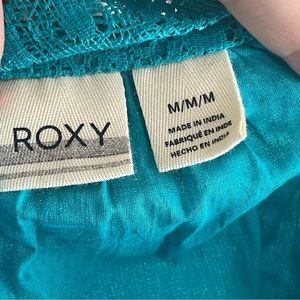 ROXY
M/M/M
MADE IN INDIA
FABRIQUÉ EN INDE
HECHO EN INDIA